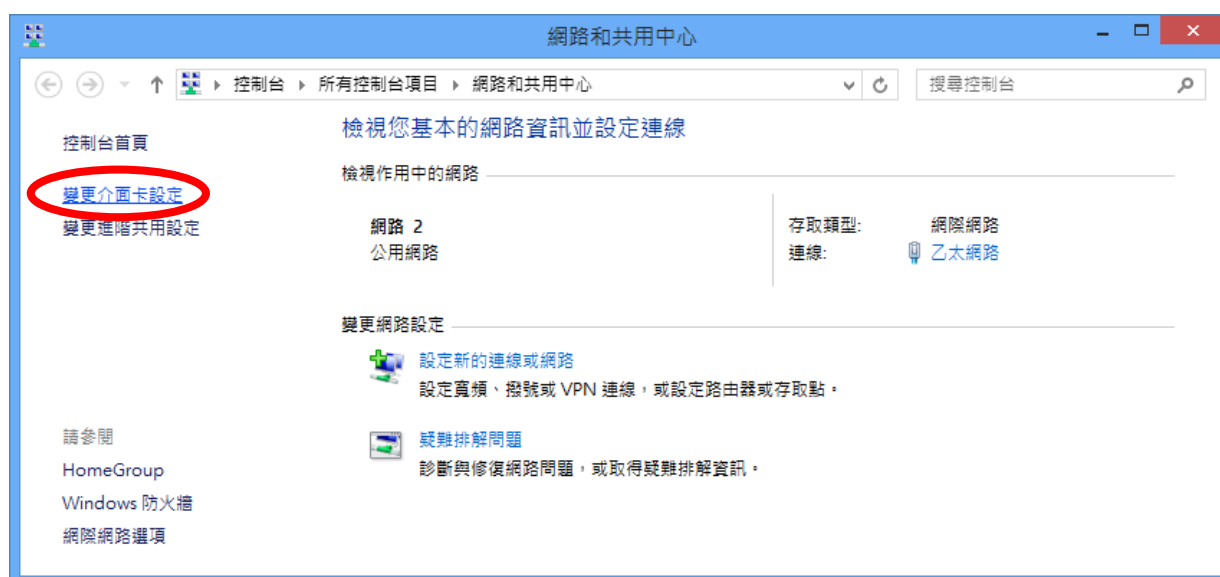 網路和共用中心
控制台 所有控制台項目 網路和共用中心
搜尋控制台
控制台首頁
變更介面卡設定
變更進階共用設定
請參閱
HomeGroup
Windows 防火牆
網際網路選項
檢視您基本的網路資訊並設定連線
檢視作用中的網路
網路 2
公用網路
存取類型: 網際網路
連線: 乙太網路
變更網路設定
設定新的連線或網路
設定寬頻、撥號或 VPN 連線，或設定路由器或存取點。
疑難排解問題
診斷與修復網路問題，或取得疑難排解資訊。